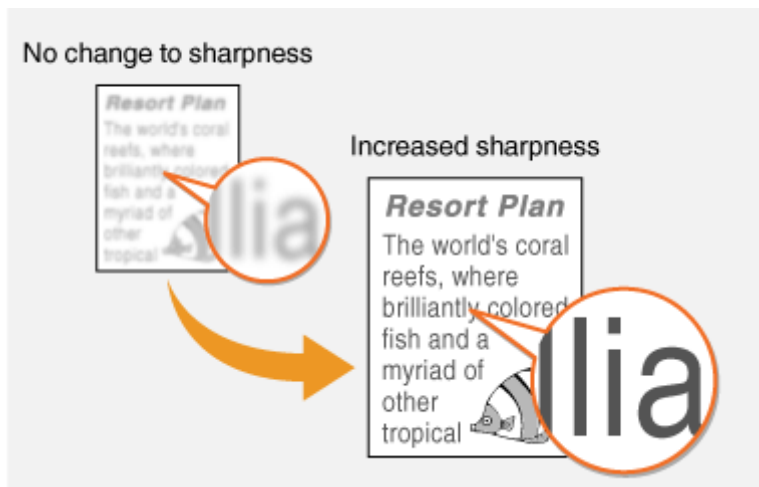 No change to sharpness
Resort Plan
The world's coral
reefs, where
brilliantly colored
fish and a
myriad of
other
tropical
llia
Increased sharpness
Resort Plan
The world's coral
reefs, where
brilliantly colored
fish and a
myriad of
other
tropical
llia